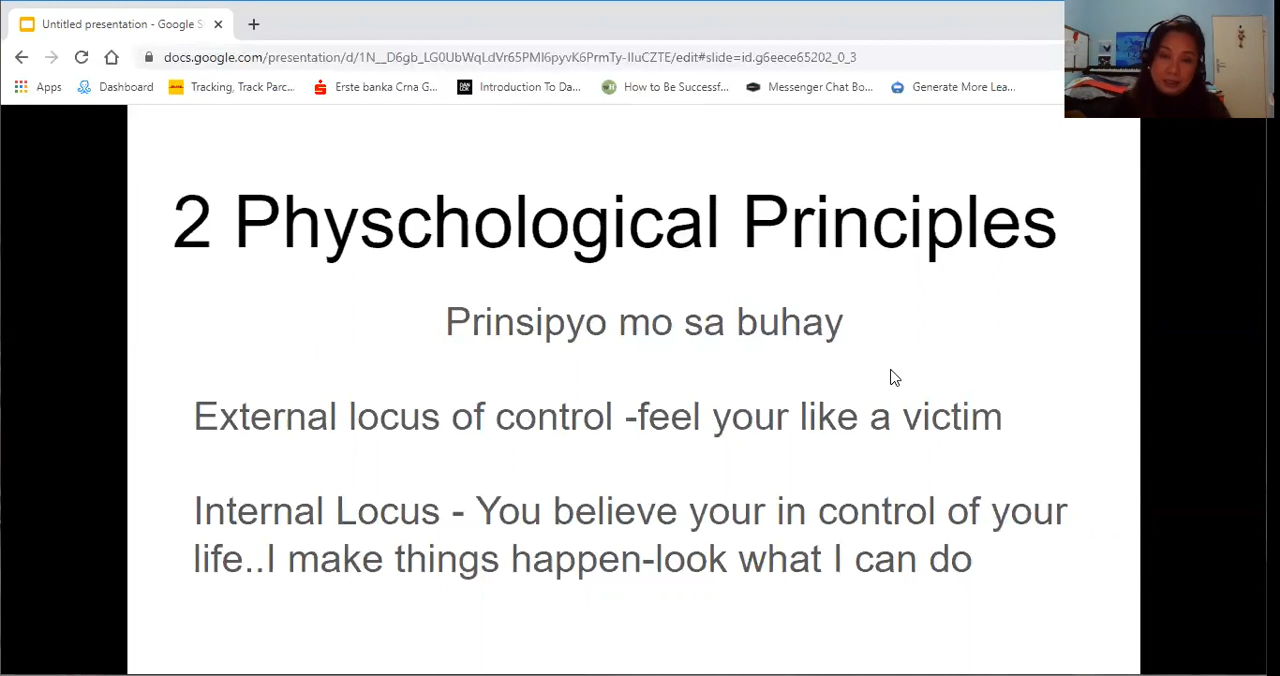 Untitled presentation - Google S
docs.google.com/presentation/d/1N__D6gb_GzUbWqLdVr65PMI6pyvK6PrmTy-IIuCZTE/edit#slide=id.g6eece65202_0_3
Apps Dashboard Tracking, Track Parc... Erste banka Crna G... Introduction To Da... How to Be Successf... Messenger Chat Bo... Generate More Lea...
2 Physchological Principles
Prinsipyo mo sa buhay
External locus of control -feel your like a victim
Internal Locus - You believe your in control of your
life..I make things happen-look what I can do